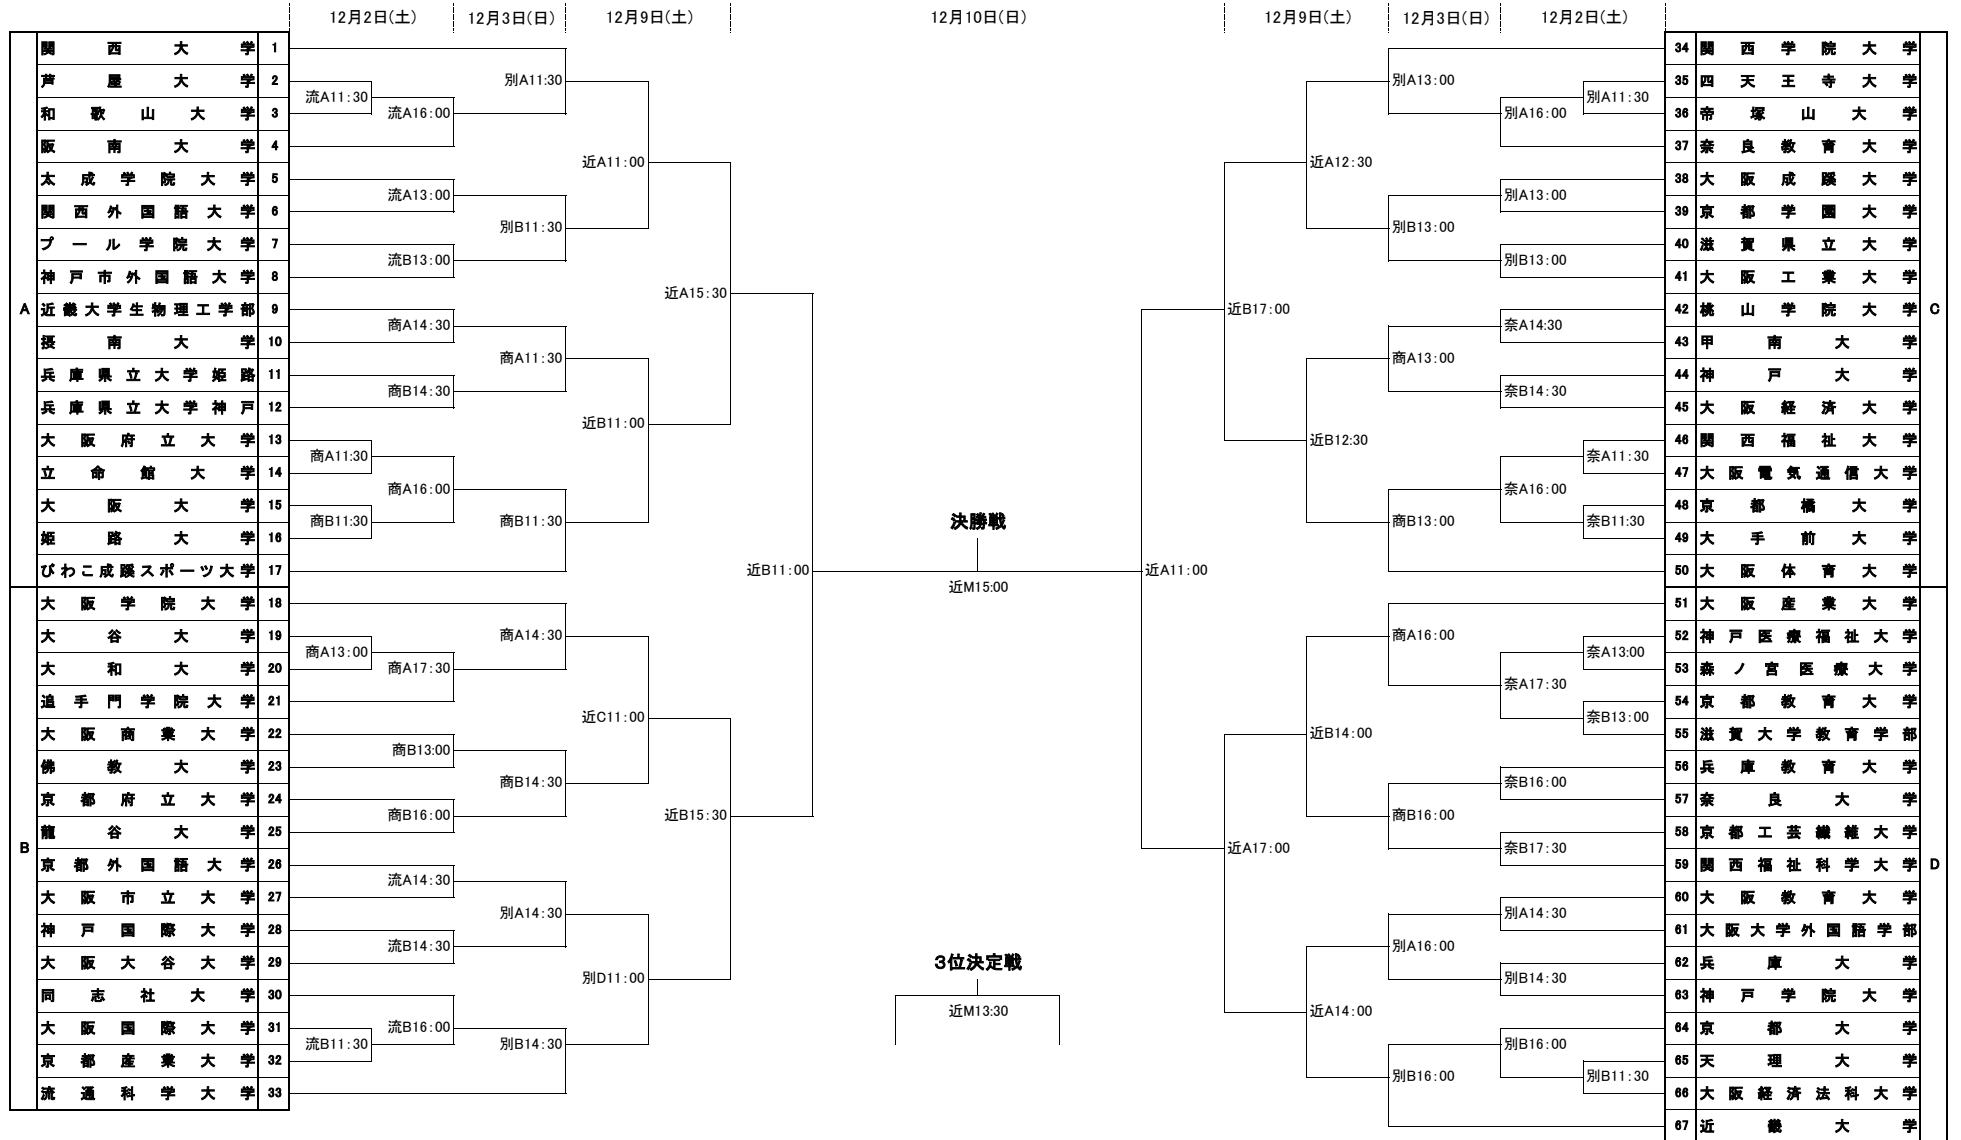 12月2日(土) 12月3日(日) 12月9日(土) 12月10日(日) 12月9日(土) 12月3日(日) 12月2日(土)
A
関西大学 1
芦屋大学 2
和歌山大学 3
阪南大学 4
太成学院大学 5
関西外国語大学 6
プール学院大学 7
神戸市外国語大学 8
近畿大学生物理工学部 9
摂南大学 10
兵庫県立大学姫路 11
兵庫県立大学神戸 12
大阪府立大学 13
立命館大学 14
大阪大学 15
姫路大学 16
びわこ成蹊スポーツ大学 17
B
大阪学院大学 18
大谷大学 19
大和大学 20
追手門学院大学 21
大阪商業大学 22
佛教大学 23
京都府立大学 24
龍谷大学 25
京都外国語大学 26
大阪市立大学 27
神戸国際大学 28
大阪大谷大学 29
同志社大学 30
大阪国際大学 31
京都産業大学 32
流通科学大学 33
流A11:30
商A11:30
商B11:30
商A13:00
流B11:30
流A16:00
流A13:00
流B13:00
商A14:30
商B14:30
商A16:00
商A17:30
商B13:00
商B16:00
流A14:30
流B14:30
流B16:00
別A11:30
別B11:30
商A11:30
商B11:30
商A14:30
商B14:30
別A14:30
別B14:30
近A11:00
近B11:00
近C11:00
別D11:00
近A15:30
近B15:30
近B11:00
決勝戦
近M15:00
3位決定戦
近M13:30
近A11:00
近B17:00
近A17:00
近A12:30
近B12:30
近B14:00
近A14:00
別A13:00
別B13:00
商A13:00
商B13:00
商A16:00
商B16:00
別A16:00
別B16:00
別A16:00
別A13:00
別B13:00
奈A14:30
奈B14:30
奈A16:00
奈A17:30
奈B16:00
奈B17:30
別A14:30
別B14:30
別B16:00
別A11:30
奈A11:30
奈B11:30
奈A13:00
奈B13:00
別B11:30
C
34 関西学院大学
35 四天王寺大学
36 帝塚山大学
37 奈良教育大学
38 大阪成蹊大学
39 京都学園大学
40 滋賀県立大学
41 大阪工業大学
42 桃山学院大学
43 甲南大学
44 神戸大学
45 大阪経済大学
46 関西福祉大学
47 大阪電気通信大学
48 京都橘大学
49 大手前大学
50 大阪体育大学
D
51 大阪産業大学
52 神戸医療福祉大学
53 森ノ宮医療大学
54 京都教育大学
55 滋賀大学教育学部
56 兵庫教育大学
57 奈良大学
58 京都工芸繊維大学
59 関西福祉科学大学
60 大阪教育大学
61 大阪大学外国語学部
62 兵庫大学
63 神戸学院大学
64 京都大学
65 天理大学
66 大阪経済法科大学
67 近畿大学